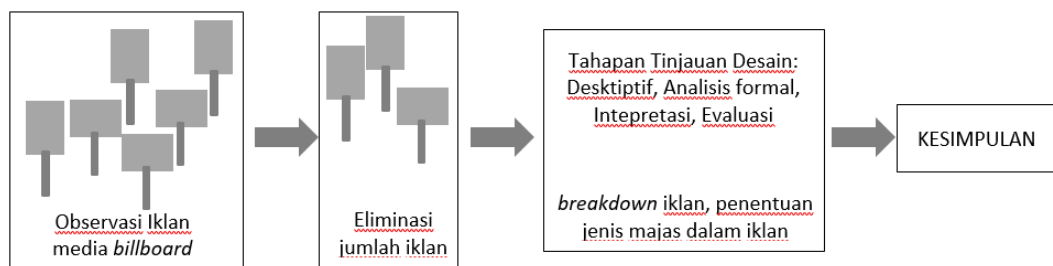 Observasi Iklan
media billboard
Eliminasi
jumlah iklan
Tahapan Tinjauan Desain:
Desktiptif, Analisis formal,
Intepretasi, Evaluasi
breakdown iklan, penentuan
jenis majas dalam iklan
KESIMPULAN